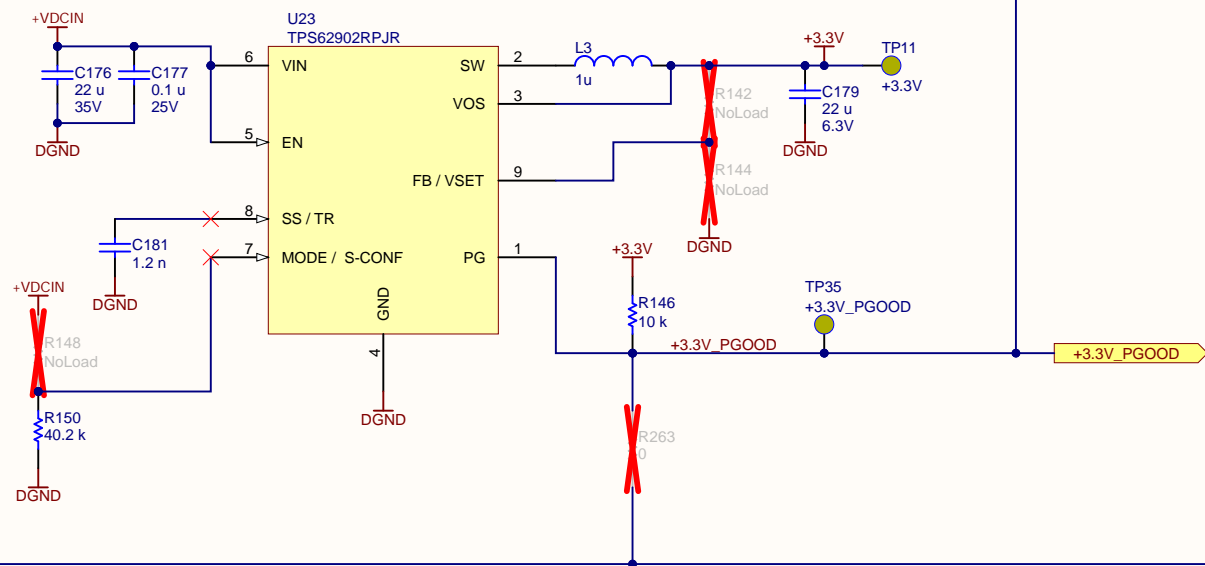 +VDCIN
C176
22 u
35V
C177
0.1 u
25V
DGND
U23
TPS62902RPJR
6
VIN
5
EN
8
SS / TR
7
MODE / S-CONF
GND
4
DGND
SW
2
VOS
3
FB / VSET
9
PG
1
L3
1u
R142
NoLoad
R144
NoLoad
DGND
+3.3V
C179
22 u
6.3V
DGND
TP11
+3.3V
C181
1.2 n
DGND
+VDCIN
R148
NoLoad
R150
40.2 k
DGND
+3.3V
R146
10 k
+3.3V_PGOOD
TP35
+3.3V_PGOOD
+3.3V_PGOOD
R263
0